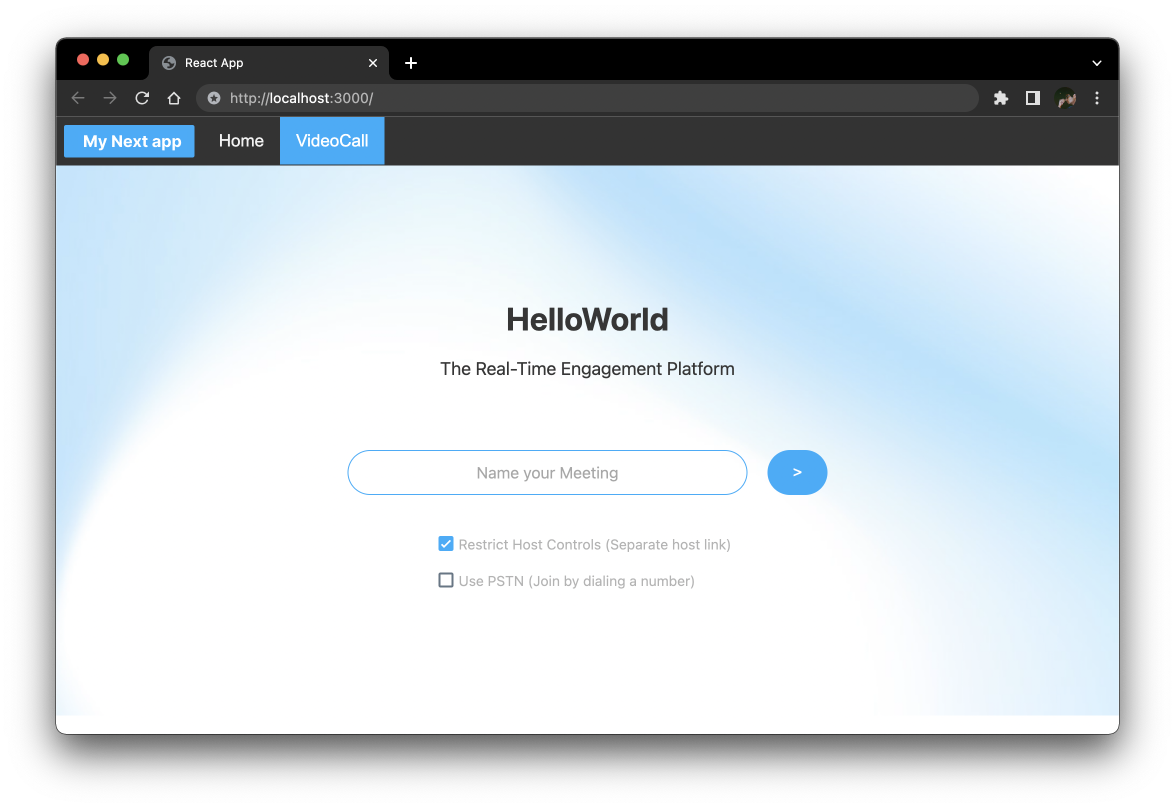 React App
http://localhost:3000/
My Next app Home VideoCall
HelloWorld
The Real-Time Engagement Platform
Name your Meeting >
Restrict Host Controls (Separate host link)
Use PSTN (Join by dialing a number)